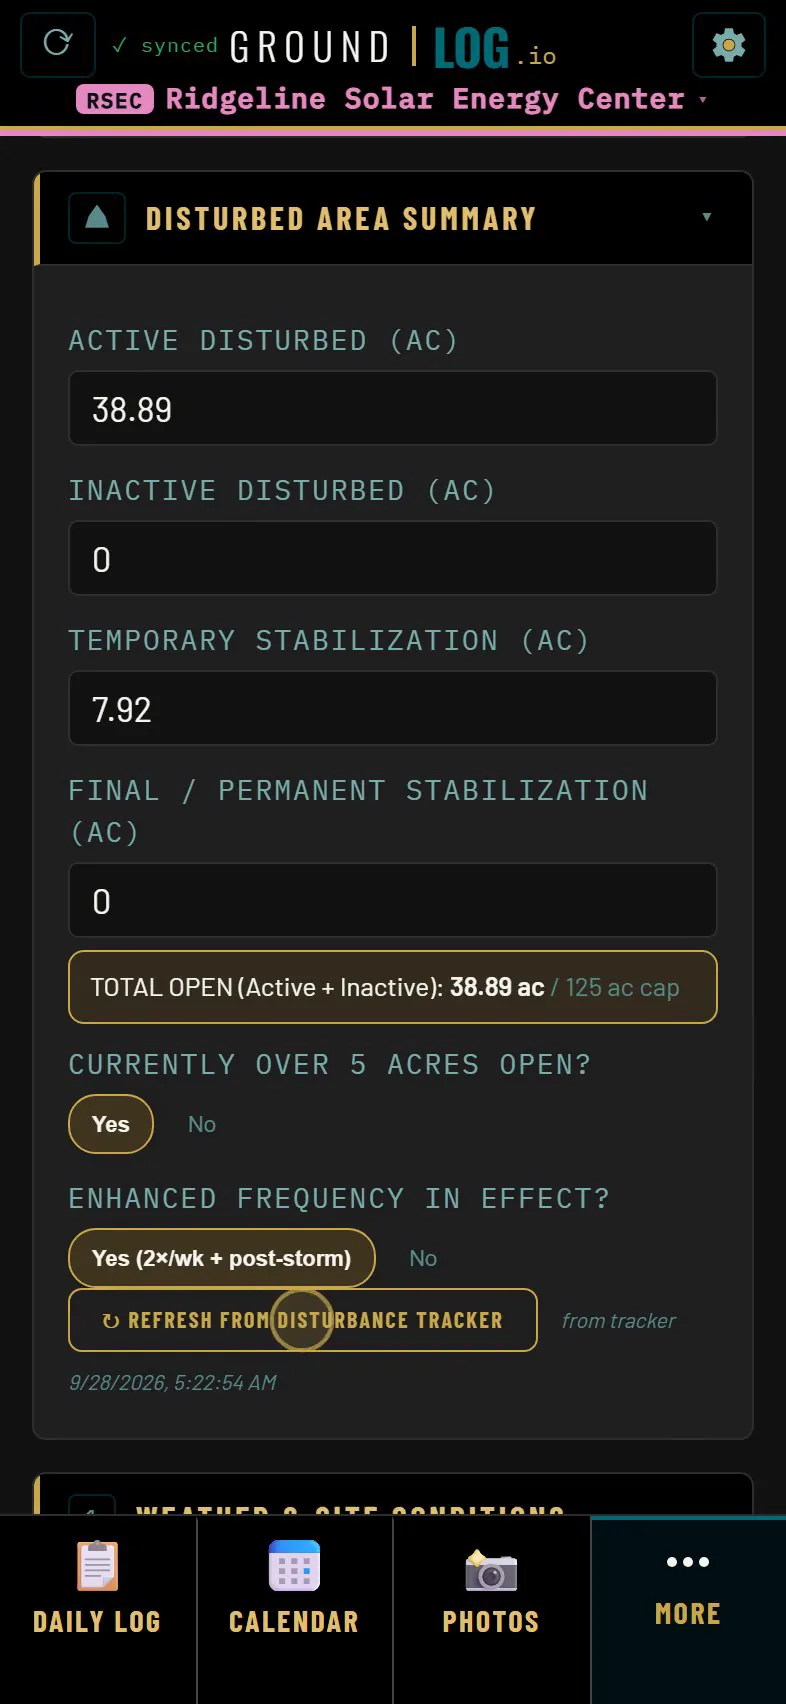 ✓ synced GROUND | LOG.io
RSEC Ridgeline Solar Energy Center ▾
DISTURBED AREA SUMMARY ▾
ACTIVE DISTURBED (AC)
38.89
INACTIVE DISTURBED (AC)
0
TEMPORARY STABILIZATION (AC)
7.92
FINAL / PERMANENT STABILIZATION
(AC)
0
TOTAL OPEN (Active + Inactive): 38.89 ac / 125 ac cap
CURRENTLY OVER 5 ACRES OPEN?
Yes No
ENHANCED FREQUENCY IN EFFECT?
Yes (2×/wk + post-storm) No
↻ REFRESH FROM DISTURBANCE TRACKER from tracker
9/28/2026, 5:22:54 AM
WEATHER & SITE CONDITIONS
DAILY LOG CALENDAR PHOTOS MORE